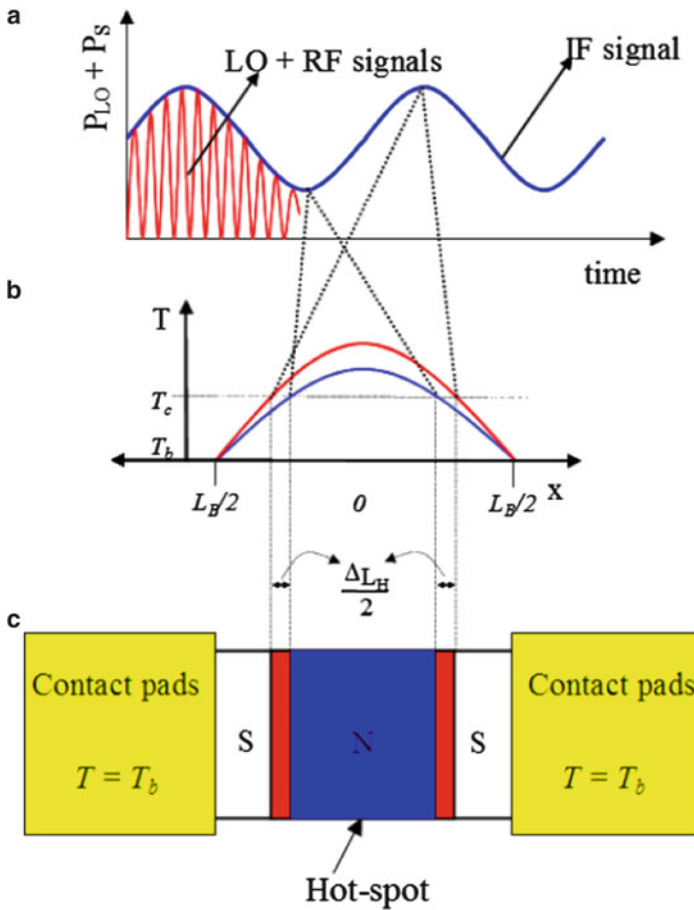 a
P_LO + P_S
LO + RF signals
IF signal
time
b
T
T_c
T_b
L_B/2
0
L_B/2
x
ΔL_H
2
c
Contact pads
T = T_b
S
N
S
Contact pads
T = T_b
Hot-spot